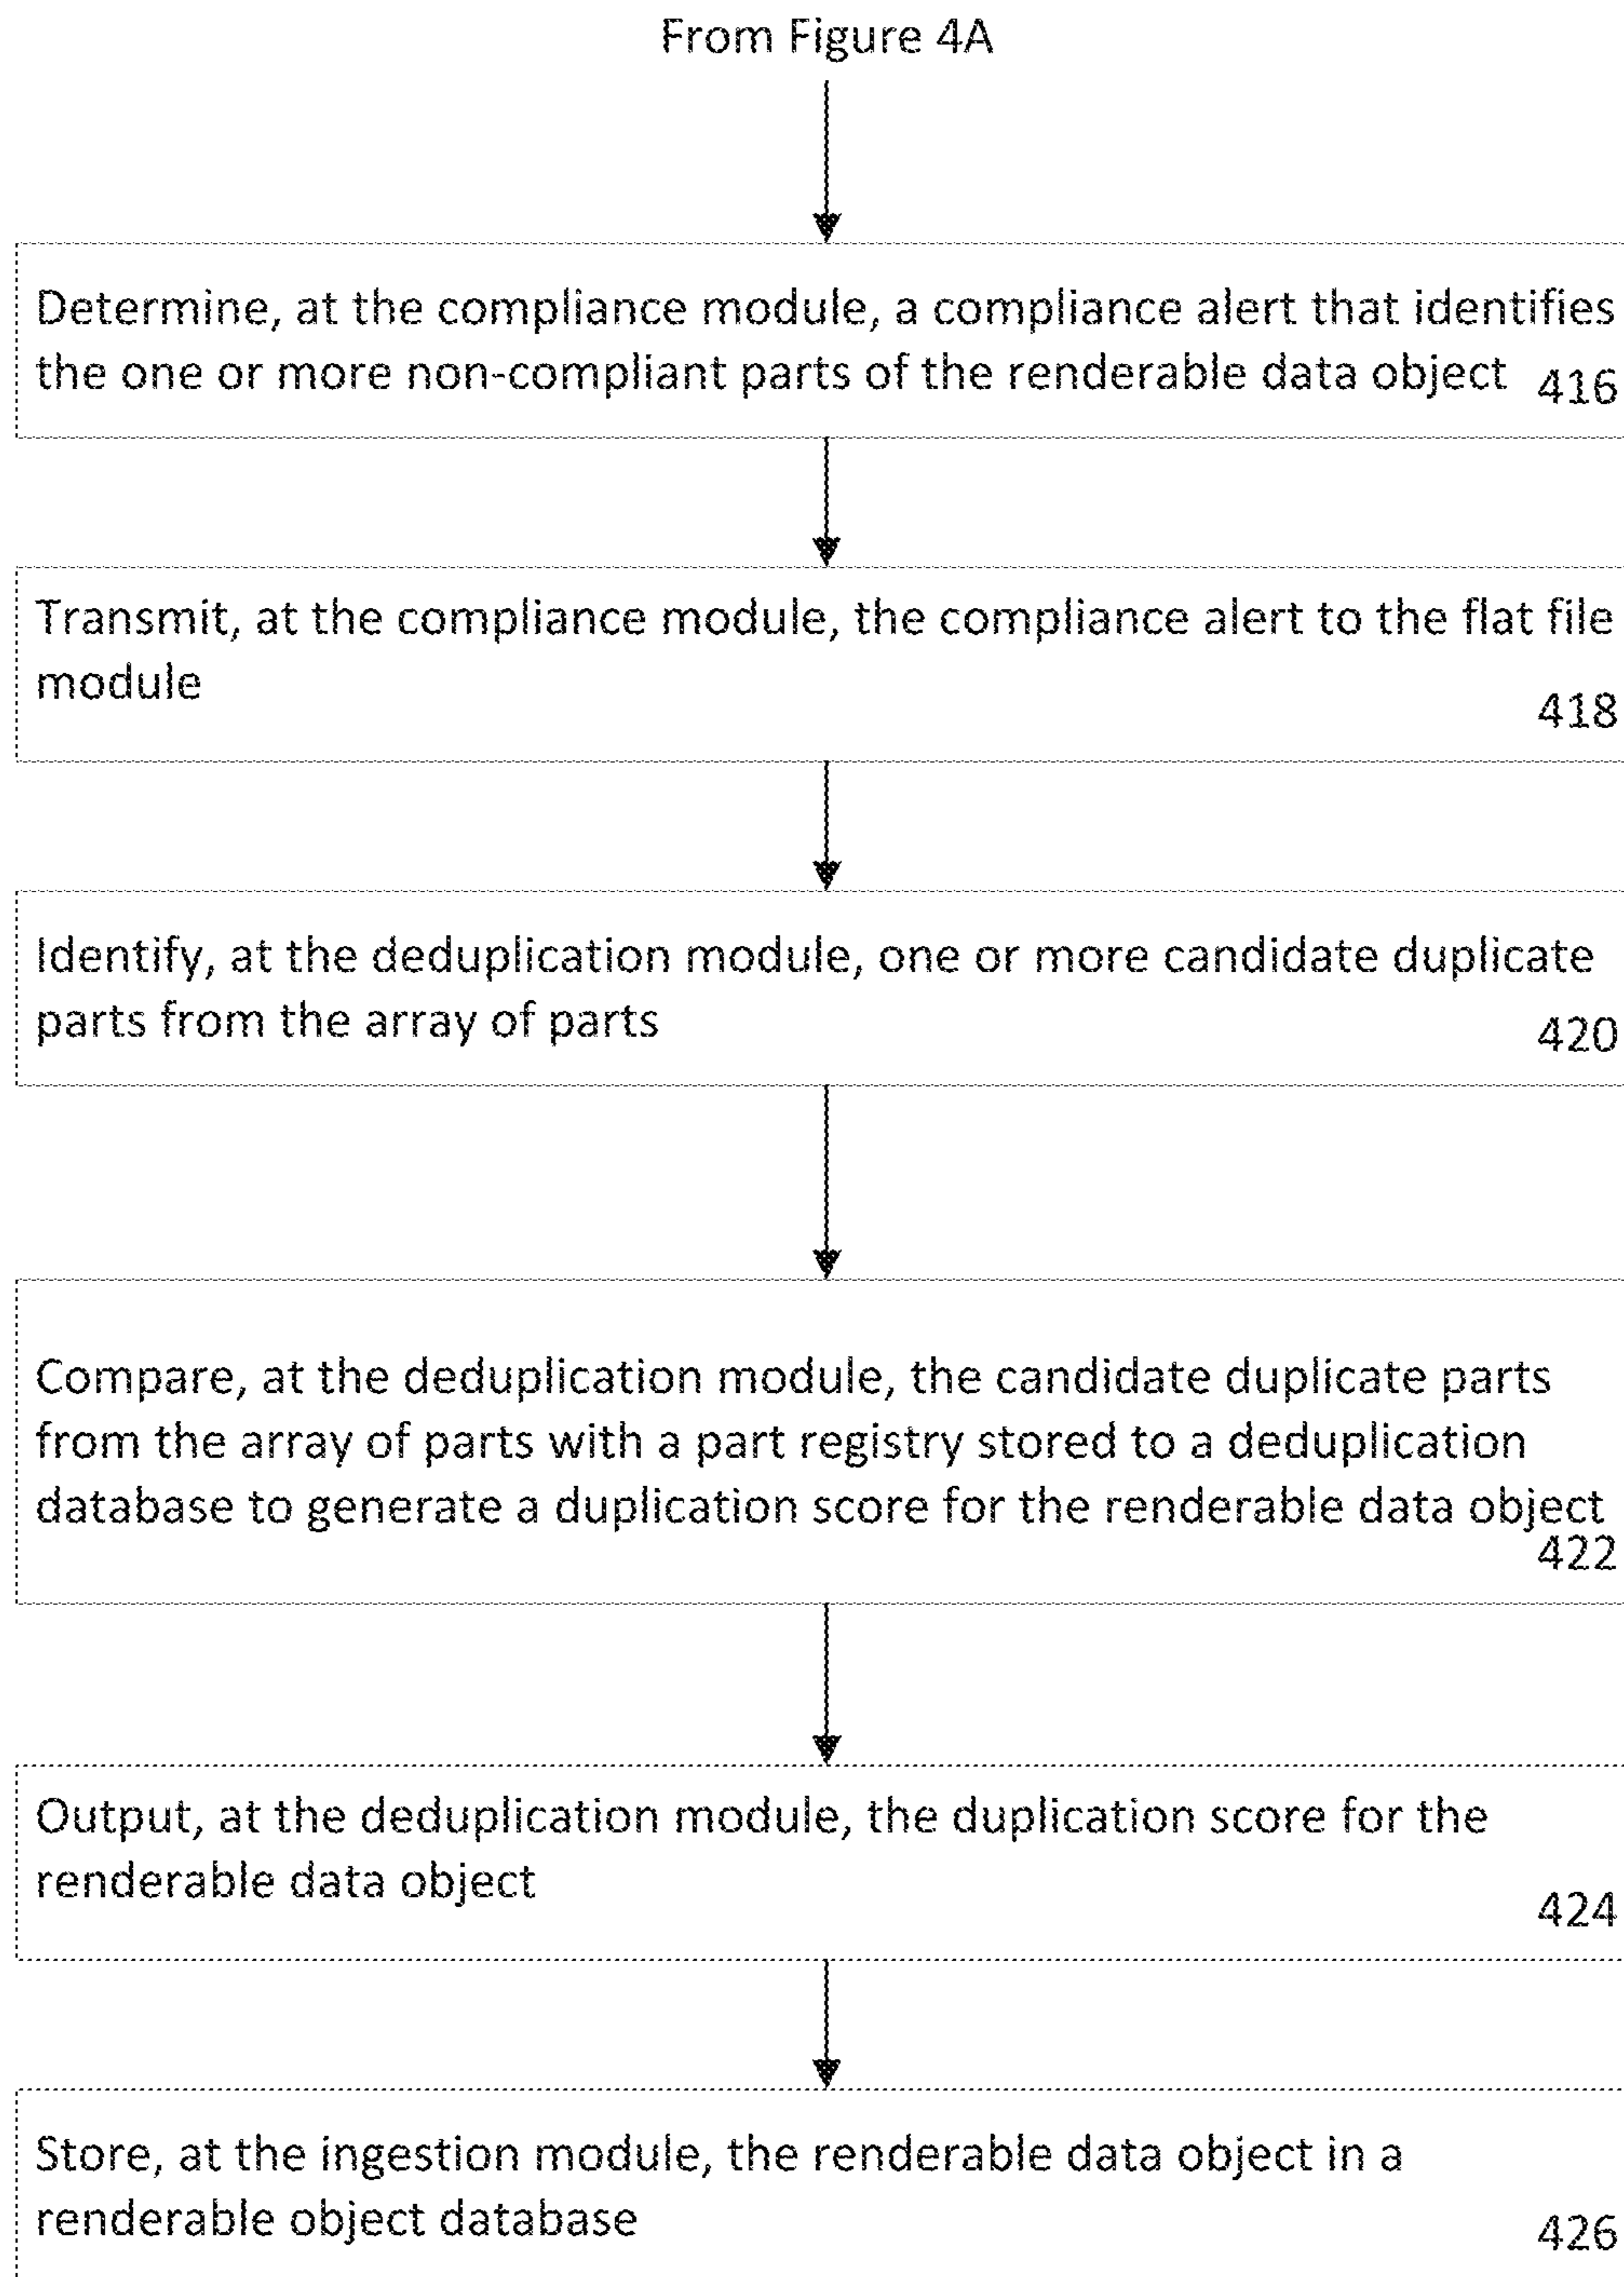 From Figure 4A
Determine, at the compliance module, a compliance alert that identifies
the one or more non-compliant parts of the renderable data object
416
Transmit, at the compliance module, the compliance alert to the flat file
module
418
Identify, at the deduplication module, one or more candidate duplicate
parts from the array of parts
420
Compare, at the deduplication module, the candidate duplicate parts
from the array of parts with a part registry stored to a deduplication
database to generate a duplication score for the renderable data object
422
Output, at the deduplication module, the duplication score for the
renderable data object
424
Store, at the ingestion module, the renderable data object in a
renderable object database
426